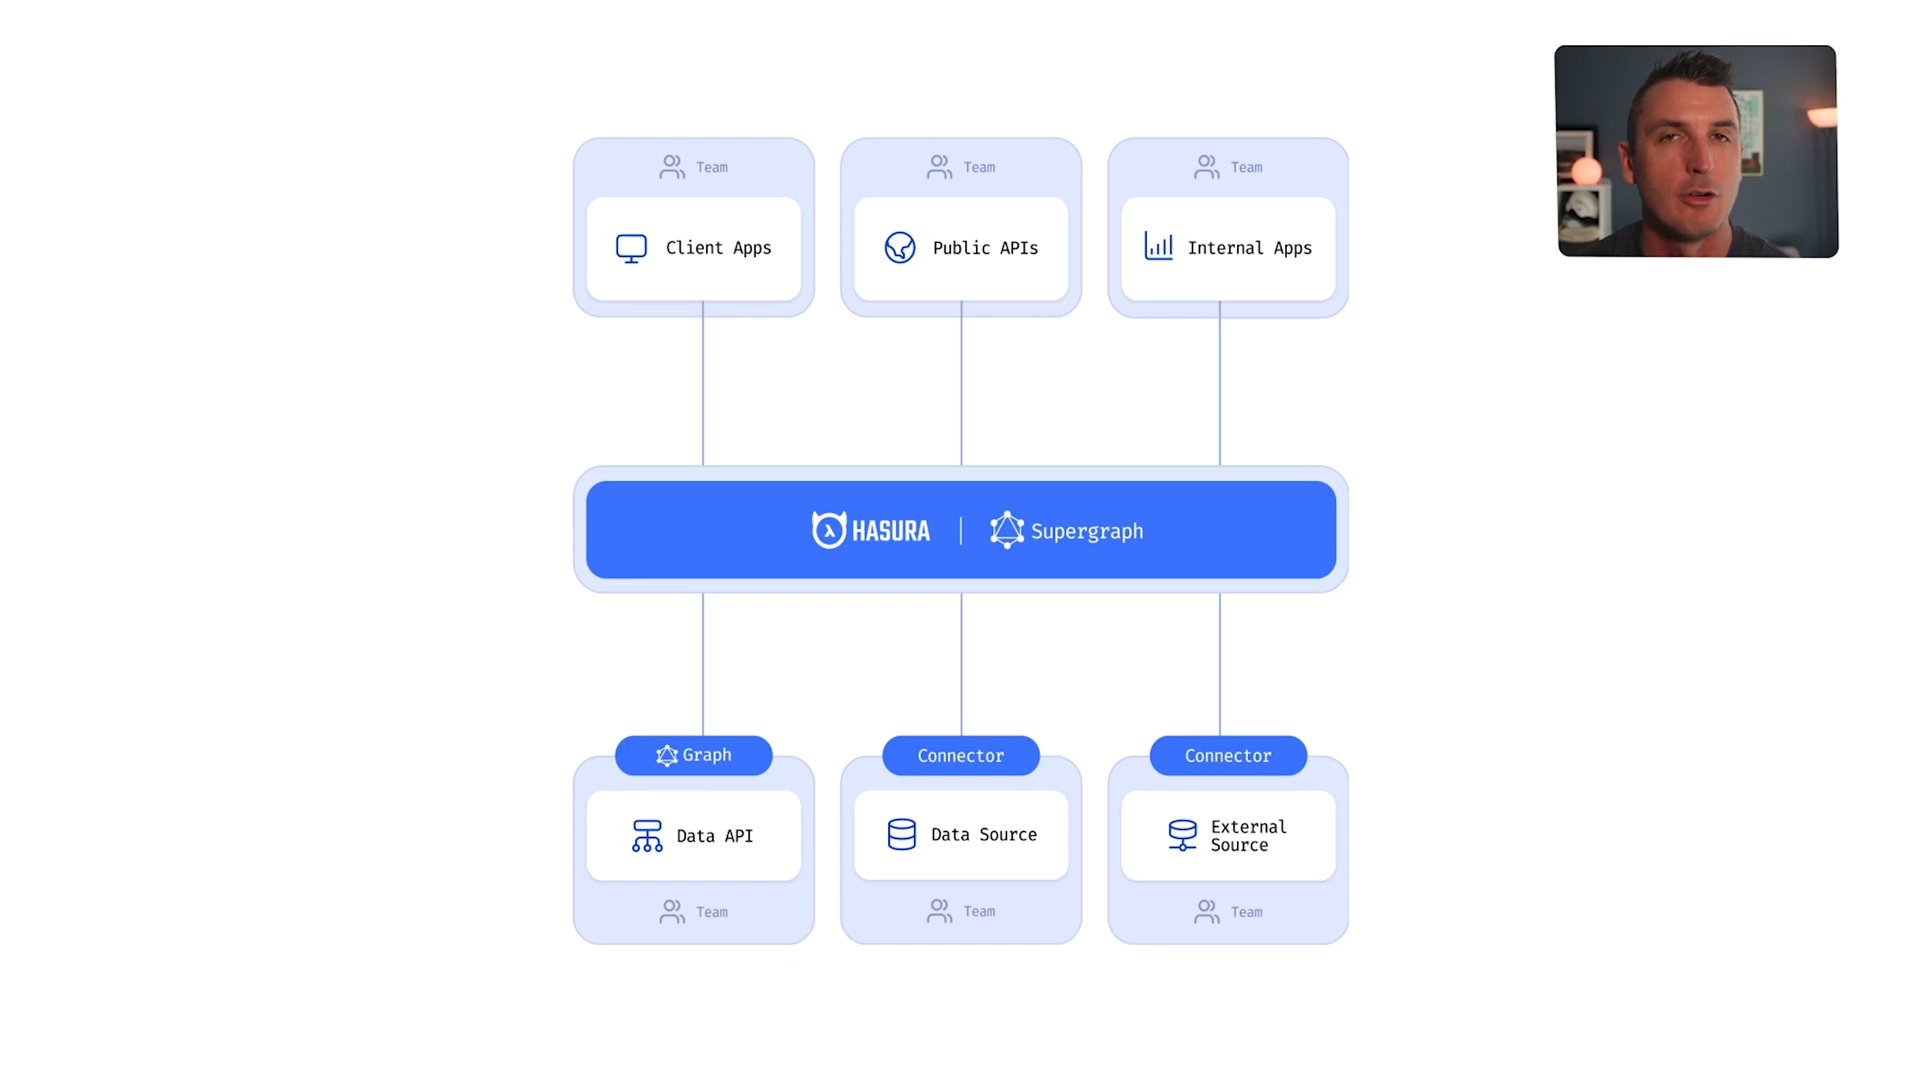 Team
Team
Team
Client Apps
Public APIs
Internal Apps
HASURA | Supergraph
Graph
Connector
Connector
Data API
Data Source
External
Source
Team
Team
Team